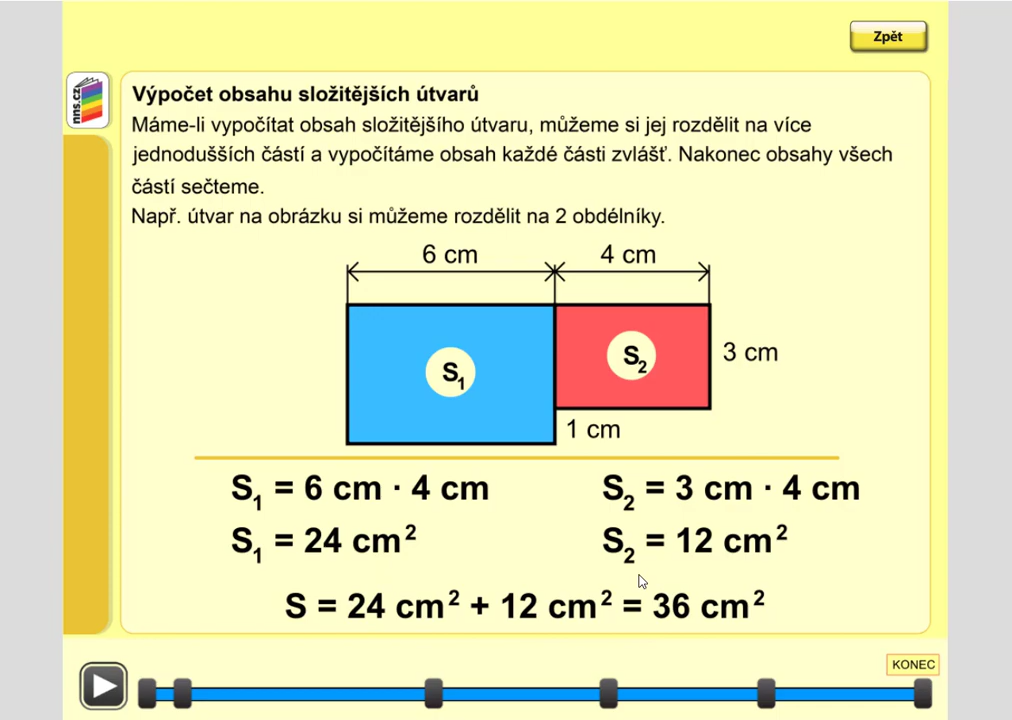 Zpět
nns.cz
Výpočet obsahu složitějších útvarů
Máme-li vypočítat obsah složitějšího útvaru, můžeme si jej rozdělit na více
jednodušších částí a vypočítáme obsah každé části zvlášť. Nakonec obsahy všech
částí sečteme.
Např. útvar na obrázku si můžeme rozdělit na 2 obdélníky.
6 cm 4 cm
S₁ S₂ 3 cm
1 cm
S₁ = 6 cm · 4 cm S₂ = 3 cm · 4 cm
S₁ = 24 cm² S₂ = 12 cm²
S = 24 cm² + 12 cm² = 36 cm²
KONEC